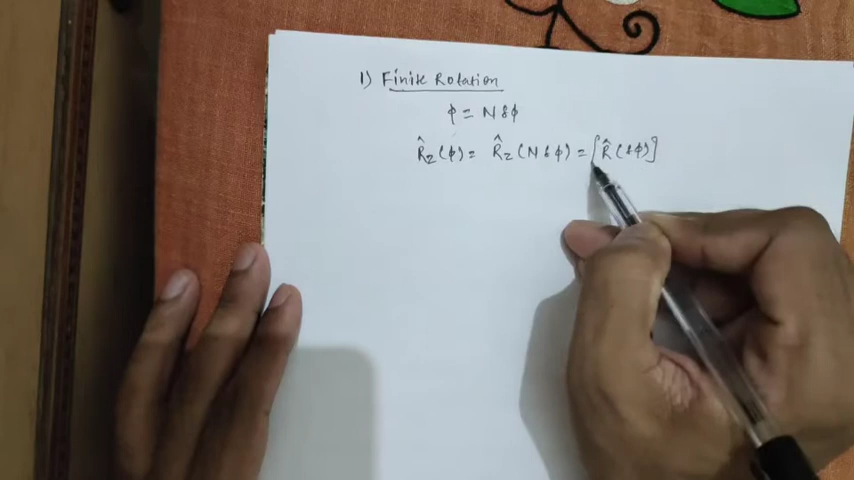 1) Finite Rotation
φ = N δφ
R̂z(φ) = R̂z(N δφ) = [R̂(δφ)]